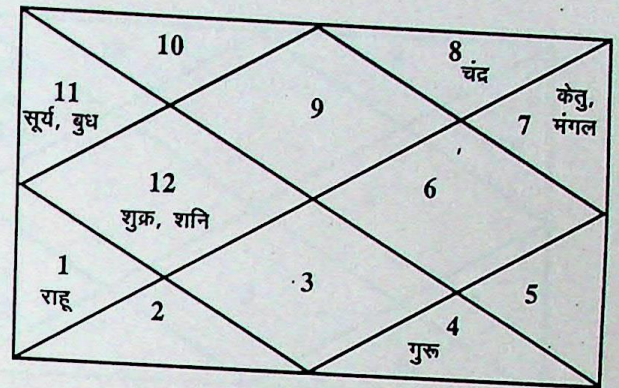 10
8
चंद्र
11
सूर्य, बुध
9
केतु,
7 मंगल
12
शुक्र, शनि
6
1
राहू
2
3
4
गुरू
5